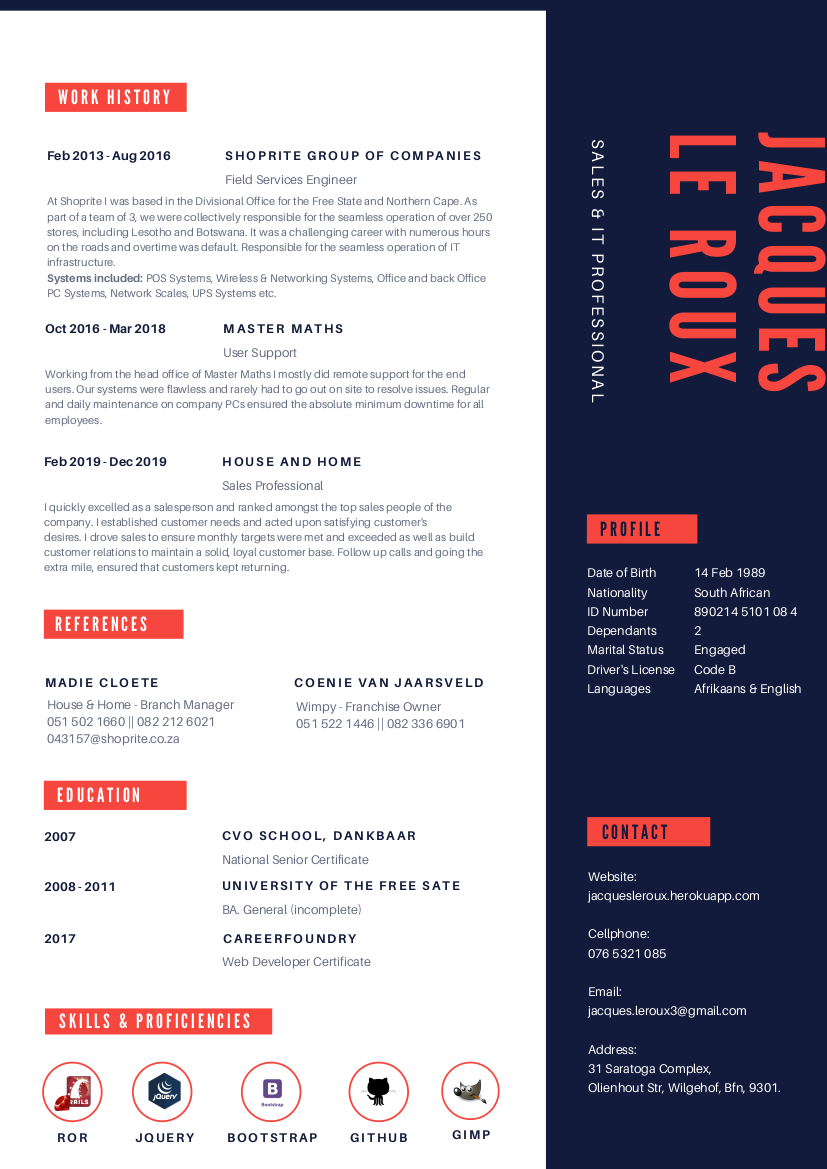 WORK HISTORY
Feb 2013 - Aug 2016
SHOPRITE GROUP OF COMPANIES
Field Services Engineer
At Shoprite I was based in the Divisional Office for the Free State and Northern Cape. As
part of a team of 3, we were collectively responsible for the seamless operation of over 250
stores, including Lesotho and Botswana. It was a challenging career with numerous hours
on the roads and overtime was default. Responsible for the seamless operation of IT
infrastructure.
Systems included: POS Systems, Wireless & Networking Systems, Office and back Office
PC Systems, Network Scales, UPS Systems etc.
Oct 2016 - Mar 2018
MASTER MATHS
User Support
Working from the head office of Master Maths I mostly did remote support for the end
users. Our systems were flawless and rarely had to go out on site to resolve issues. Regular
and daily maintenance on company PCs ensured the absolute minimum downtime for all
employees.
Feb 2019 - Dec 2019
HOUSE AND HOME
Sales Professional
I quickly excelled as a salesperson and ranked amongst the top sales people of the
company. I established customer needs and acted upon satisfying customer's
desires. I drove sales to ensure monthly targets were met and exceeded as well as build
customer relations to maintain a solid, loyal customer base. Follow up calls and going the
extra mile, ensured that customers kept returning.
REFERENCES
MADIE CLOETE
House & Home - Branch Manager
051 502 1660 || 082 212 6021
043157@shoprite.co.za
COENIE VAN JAARSVELD
Wimpy - Franchise Owner
051 522 1446 || 082 336 6901
EDUCATION
2007
CVO SCHOOL, DANKBAAR
National Senior Certificate
2008 - 2011
UNIVERSITY OF THE FREE SATE
BA. General (incomplete)
2017
CAREERFOUNDRY
Web Developer Certificate
SKILLS & PROFICIENCIES
RAILS
jQuery
B
Bootstrap
ROR
JQUERY
BOOTSTRAP
GITHUB
GIMP
JACQUES
LE ROUX
SALES & IT PROFESSIONAL
PROFILE
Date of Birth 14 Feb 1989
Nationality South African
ID Number 890214 5101 08 4
Dependants 2
Marital Status Engaged
Driver's License Code B
Languages Afrikaans & English
CONTACT
Website:
jacquesleroux.herokuapp.com
Cellphone:
076 5321 085
Email:
jacques.leroux3@gmail.com
Address:
31 Saratoga Complex,
Olienhout Str, Wilgehof, Bfn, 9301.